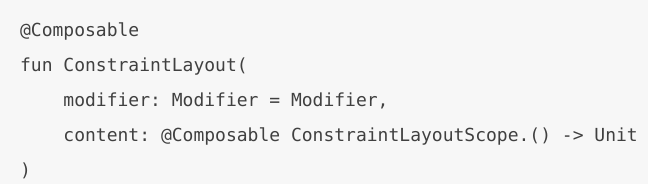 @Composable
fun ConstraintLayout(
    modifier: Modifier = Modifier,
    content: @Composable ConstraintLayoutScope.() -> Unit
)